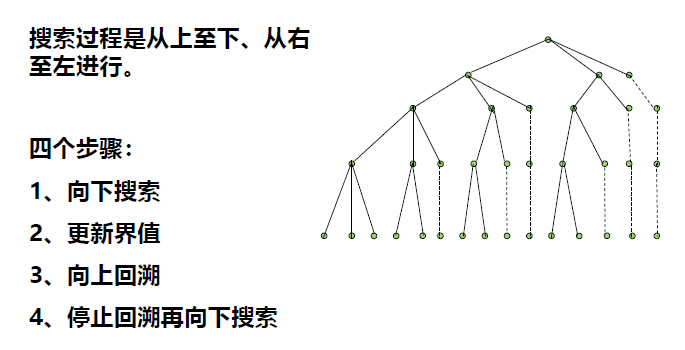 搜索过程是从上至下、从右
至左进行。
四个步骤：
1、向下搜索
2、更新界值
3、向上回溯
4、停止回溯再向下搜索